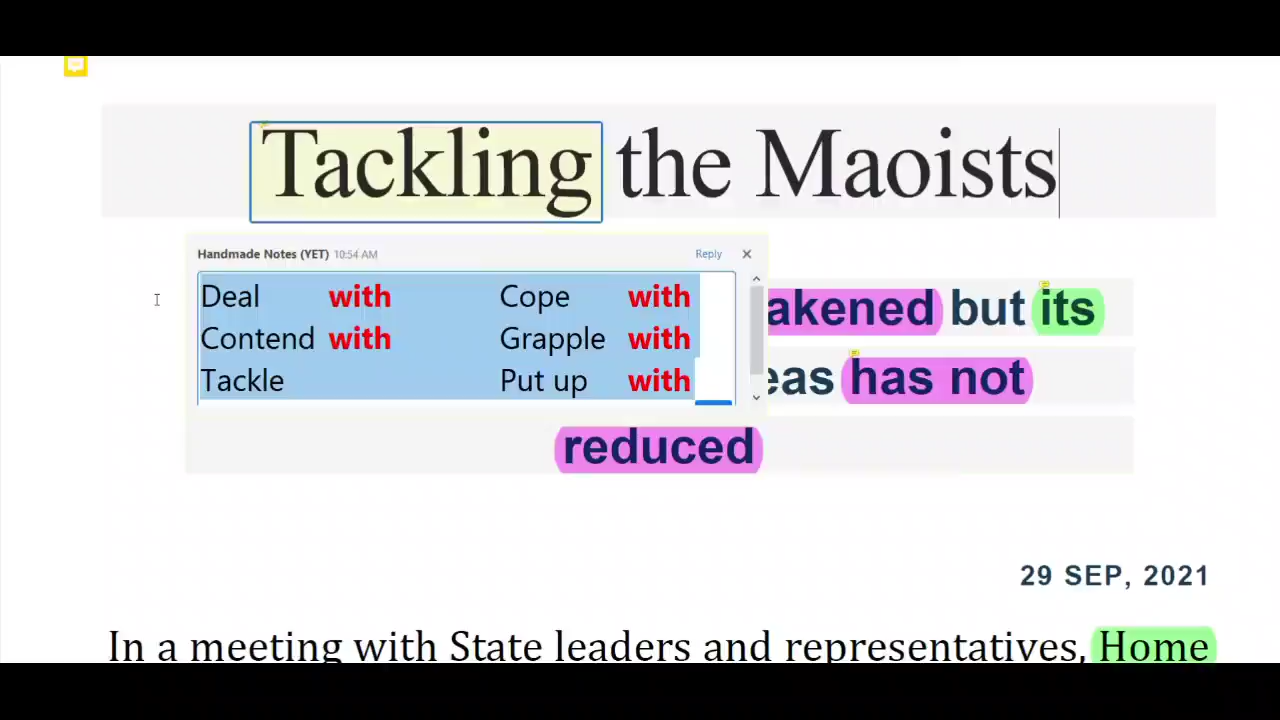 Tackling the Maoists
Handmade Notes (YET) 10:54 AM Reply
Deal with Cope with
Contend with Grapple with
Tackle Put up with
akened but its
eas has not
reduced
29 SEP, 2021
In a meeting with State leaders and representatives, Home